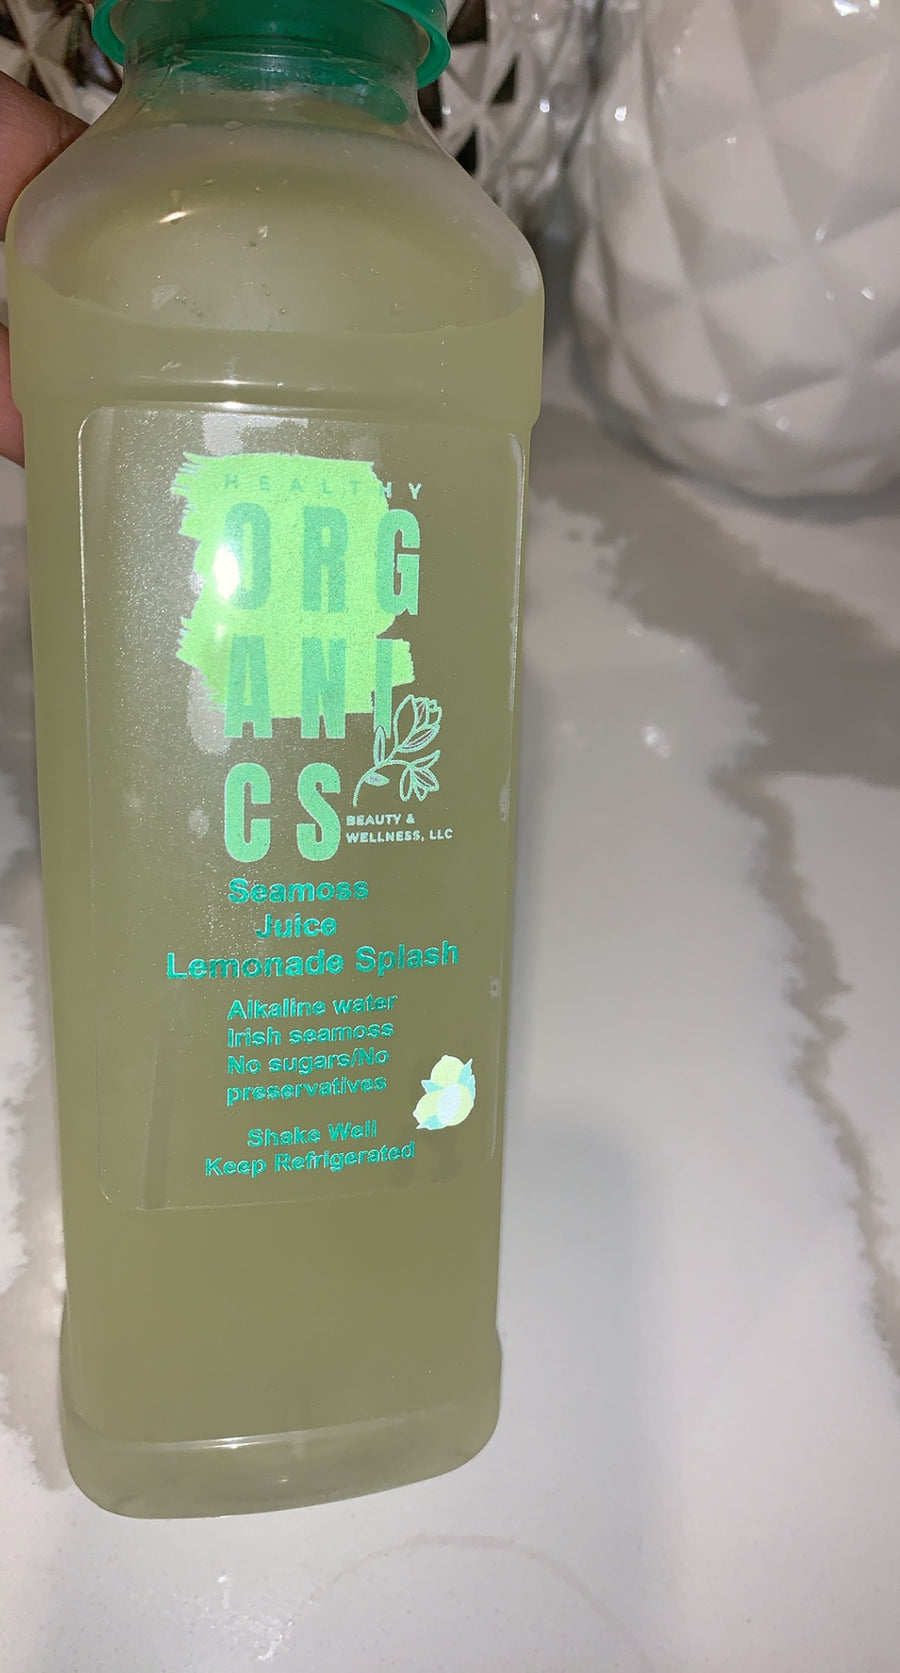 HEALTHY
ORG
ANI
CS
BEAUTY &
WELLNESS, LLC
Seamoss
Juice
Lemonade Splash
Alkaline water
Irish seamoss
No sugars/No
preservatives
Shake Well
Keep Refrigerated